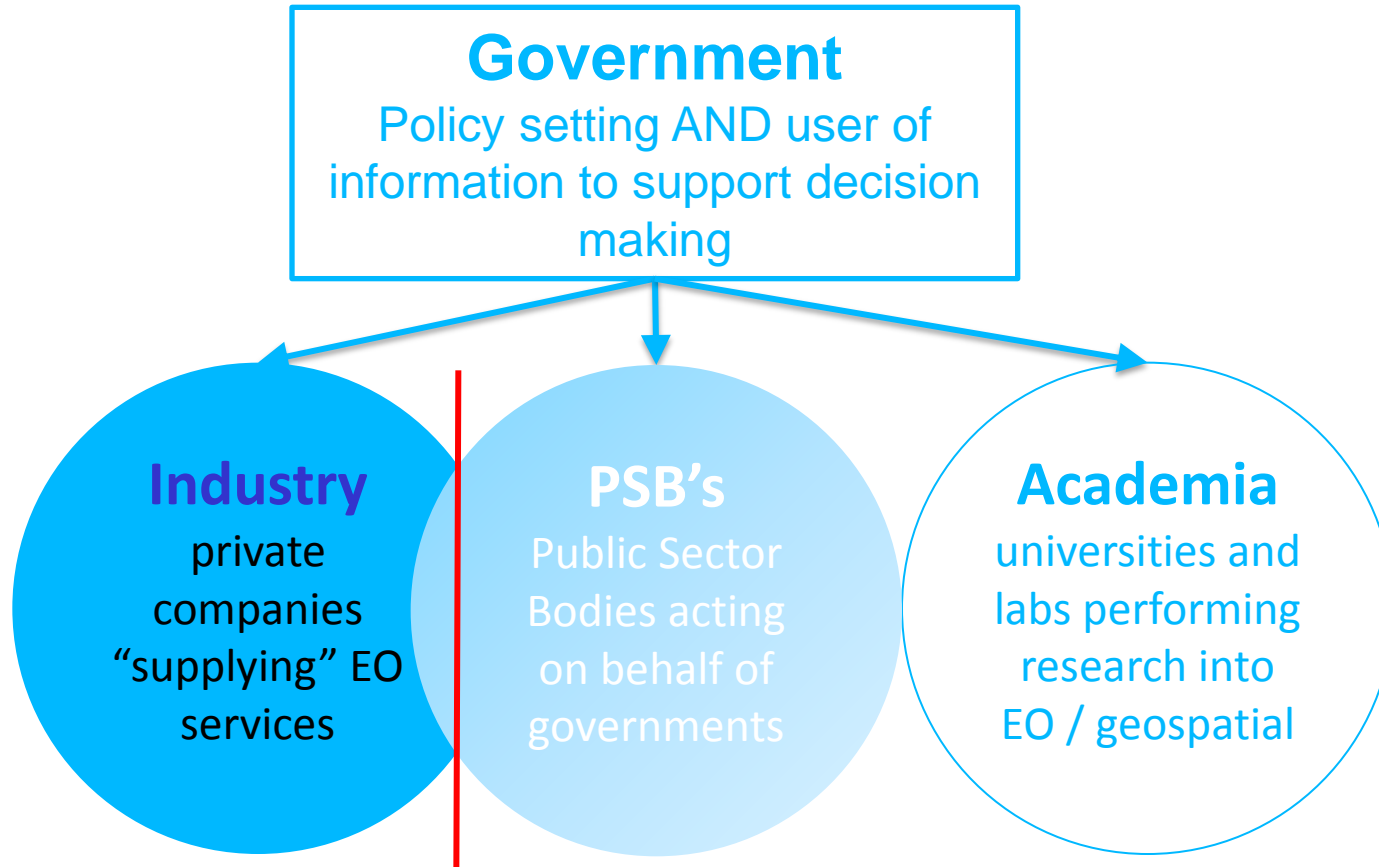 Government
Policy setting AND user of
information to support decision
making
Industry
private
companies
“supplying” EO
services
PSB's
Public Sector
Bodies acting
on behalf of
governments
Academia
universities and
labs performing
research into
EO / geospatial